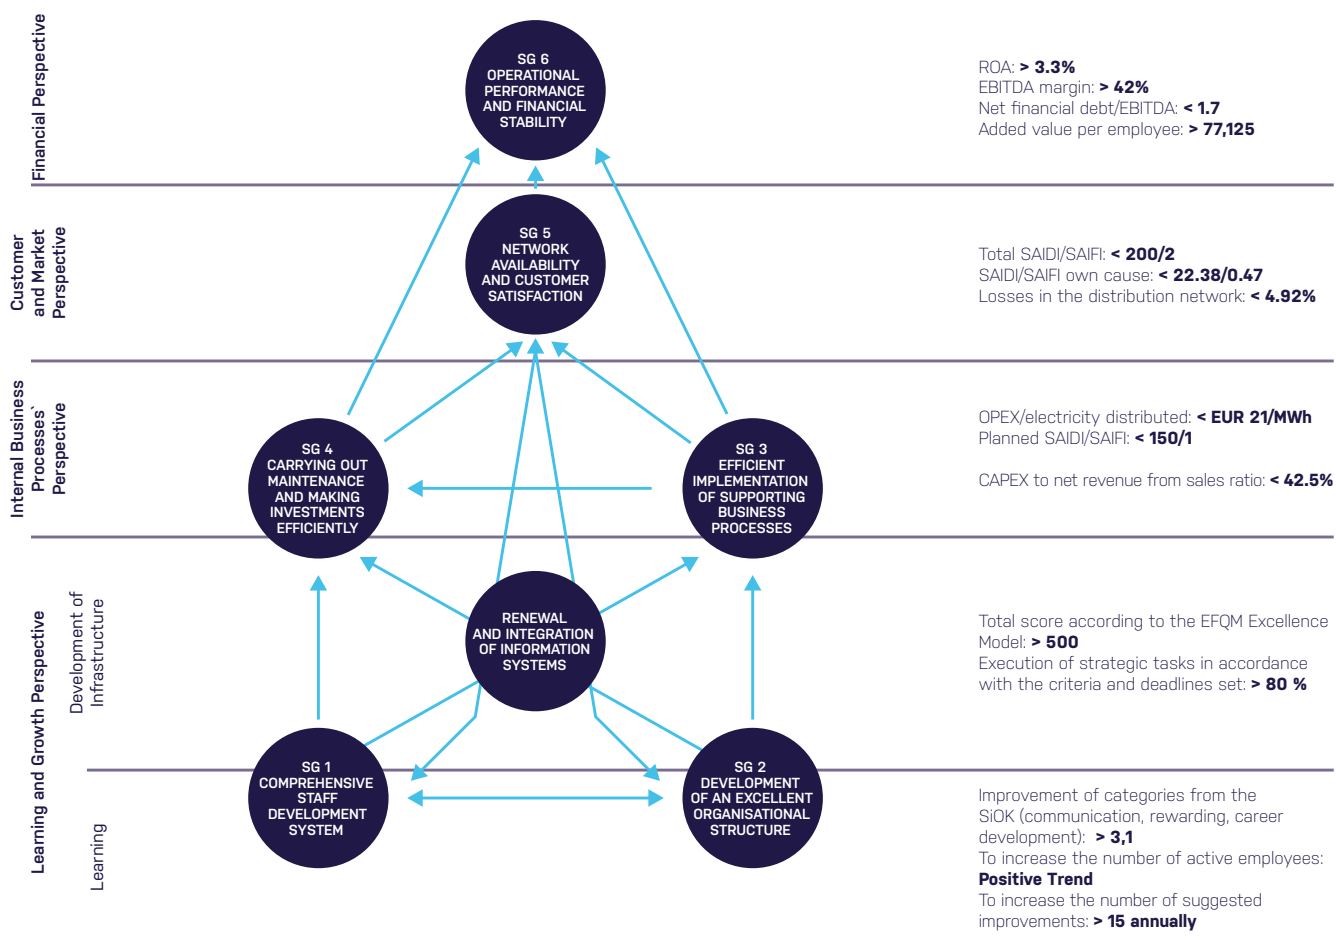 Financial Perspective
SG 6
OPERATIONAL
PERFORMANCE
AND FINANCIAL
STABILITY
ROA: > 3.3%
EBITDA margin: > 42%
Net financial debt/EBITDA: < 1.7
Added value per employee: > 77,125
Customer
and Market
Perspective
SG 5
NETWORK
AVAILABILITY
AND CUSTOMER
SATISFACTION
Total SAIDI/SAIFI: < 200/2
SAIDI/SAIFI own cause: < 22.38/0.47
Losses in the distribution network: < 4.92%
Internal Business
Processes`
Perspective
SG 4
CARRYING OUT
MAINTENANCE
AND MAKING
INVESTMENTS
EFFICIENTLY
SG 3
EFFICIENT
IMPLEMENTATION
OF SUPPORTING
BUSINESS
PROCESSES
OPEX/electricity distributed: < EUR 21/MWh
Planned SAIDI/SAIFI: < 150/1
CAPEX to net revenue from sales ratio: < 42.5%
Learning and Growth Perspective
Development of
Infrastructure
RENEWAL
AND INTEGRATION
OF INFORMATION
SYSTEMS
Total score according to the EFQM Excellence
Model: > 500
Execution of strategic tasks in accordance
with the criteria and deadlines set: > 80 %
Learning
SG 1
COMPREHENSIVE
STAFF
DEVELOPMENT
SYSTEM
SG 2
DEVELOPMENT
OF AN EXCELLENT
ORGANISATIONAL
STRUCTURE
Improvement of categories from the
SiOK (communication, rewarding, career
development): > 3,1
To increase the number of active employees:
Positive Trend
To increase the number of suggested
improvements: > 15 annually